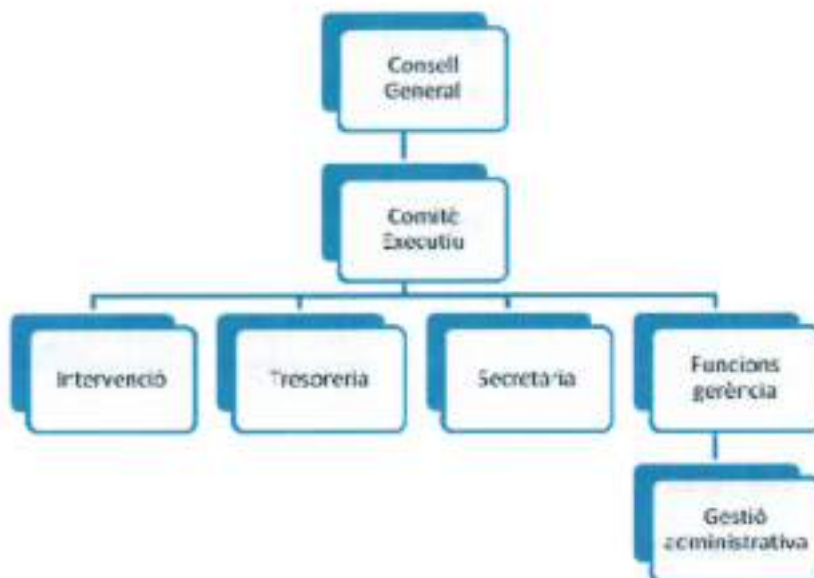 Consell
General
Comitè
Executiu
Intervenció
Tresoreria
Secretaria
Funcions
gerència
Gestió
administrativa